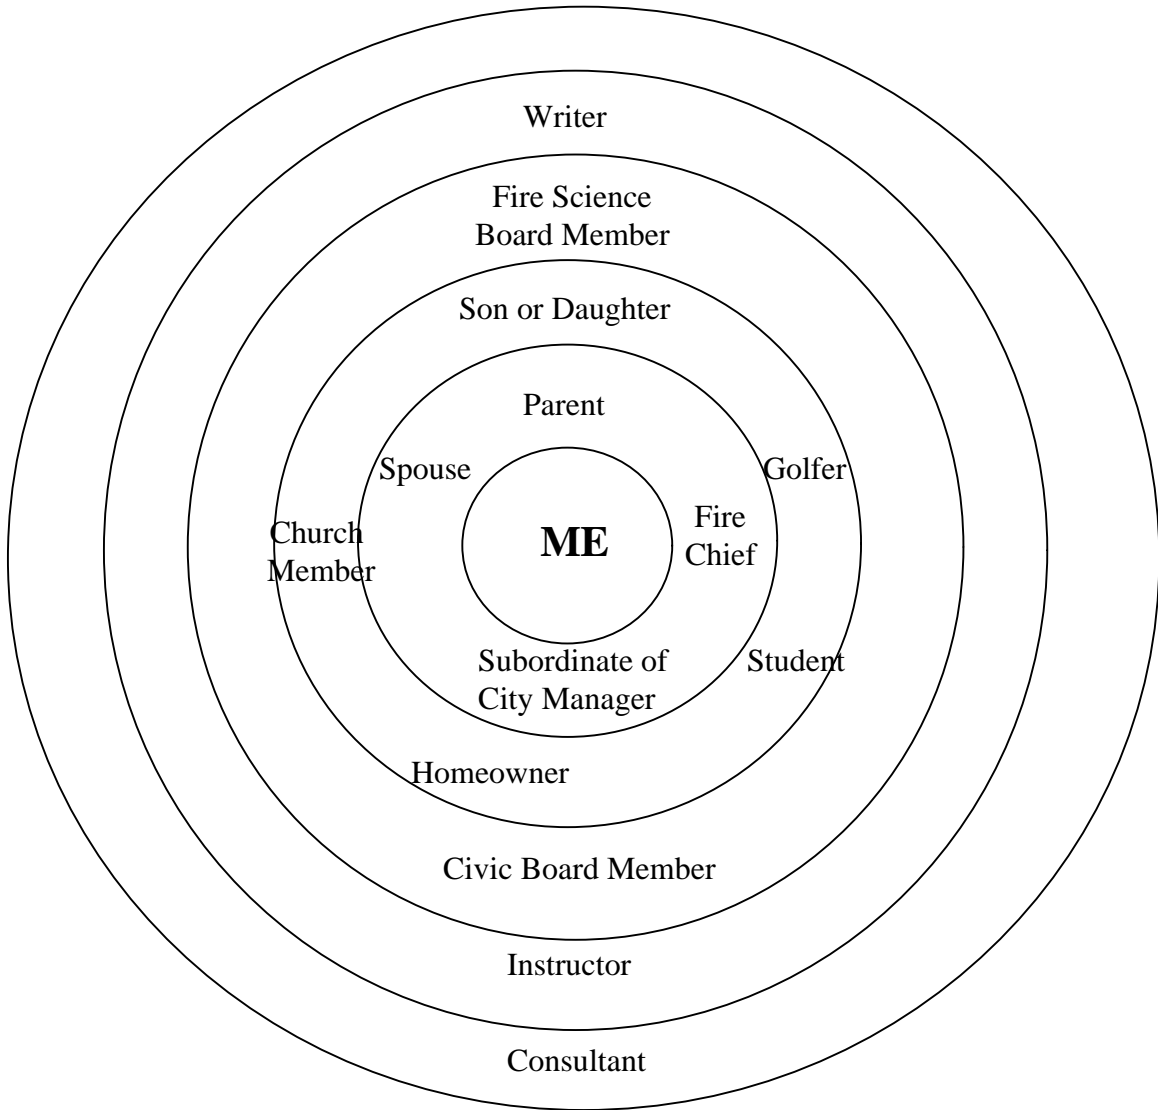 Writer
Fire Science
Board Member
Son or Daughter
Parent
Spouse
Golfer
ME
Fire
Chief
Church
Member
Subordinate of
City Manager
Student
Homeowner
Civic Board Member
Instructor
Consultant